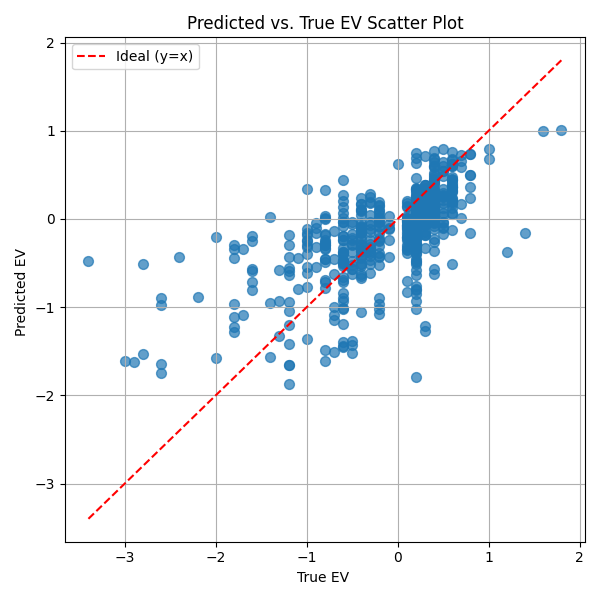 Predicted vs. True EV Scatter Plot
Ideal (y=x)
2
1
0
−1
−2
−3
Predicted EV
−3 −2 −1 0 1 2
True EV